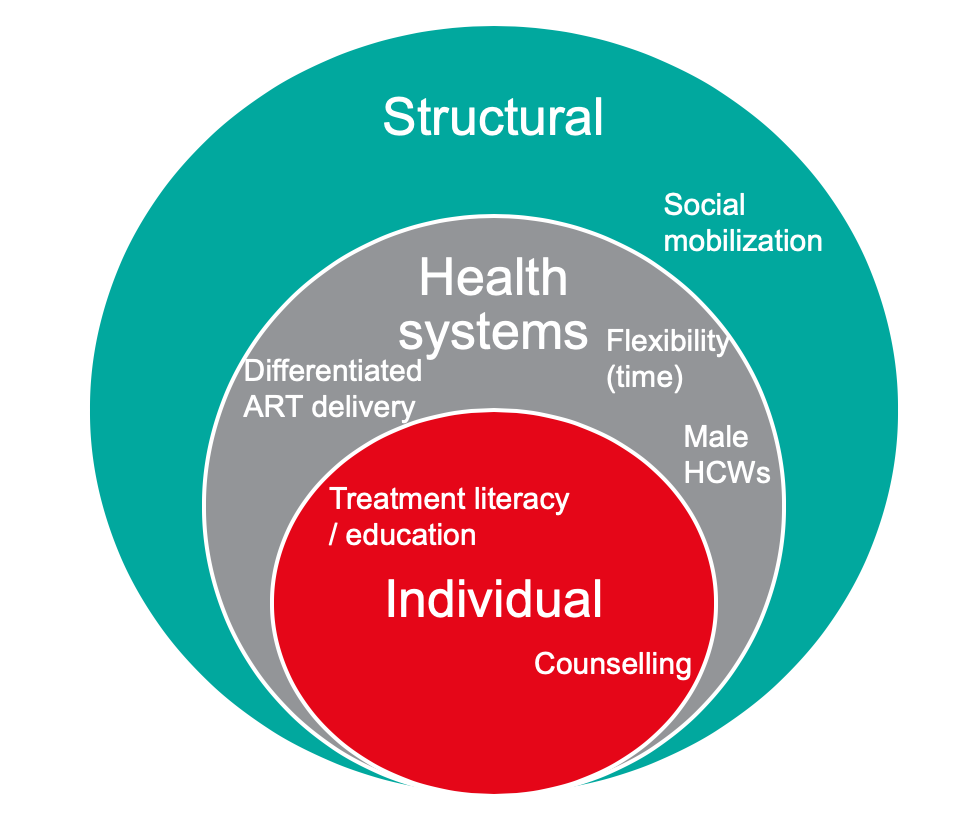 Structural
Social
mobilization
Health
systems
Flexibility
(time)
Differentiated
ART delivery
Male
HCWs
Treatment literacy
/ education
Individual
Counselling